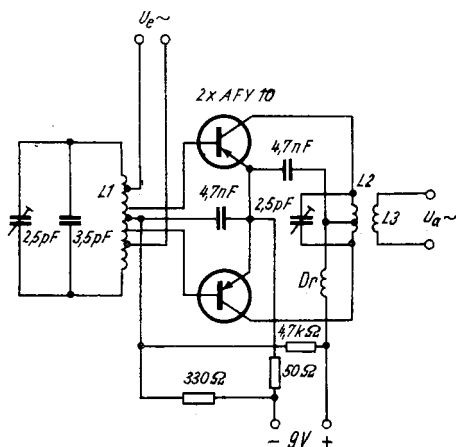 Ue~
2x AFY 10
4,7nF
L1
L2
4,7nF
2,5pF
L3
Ua~
2,5pF
3,5pF
Dr
4,7kΩ
50Ω
330Ω
- 9V +